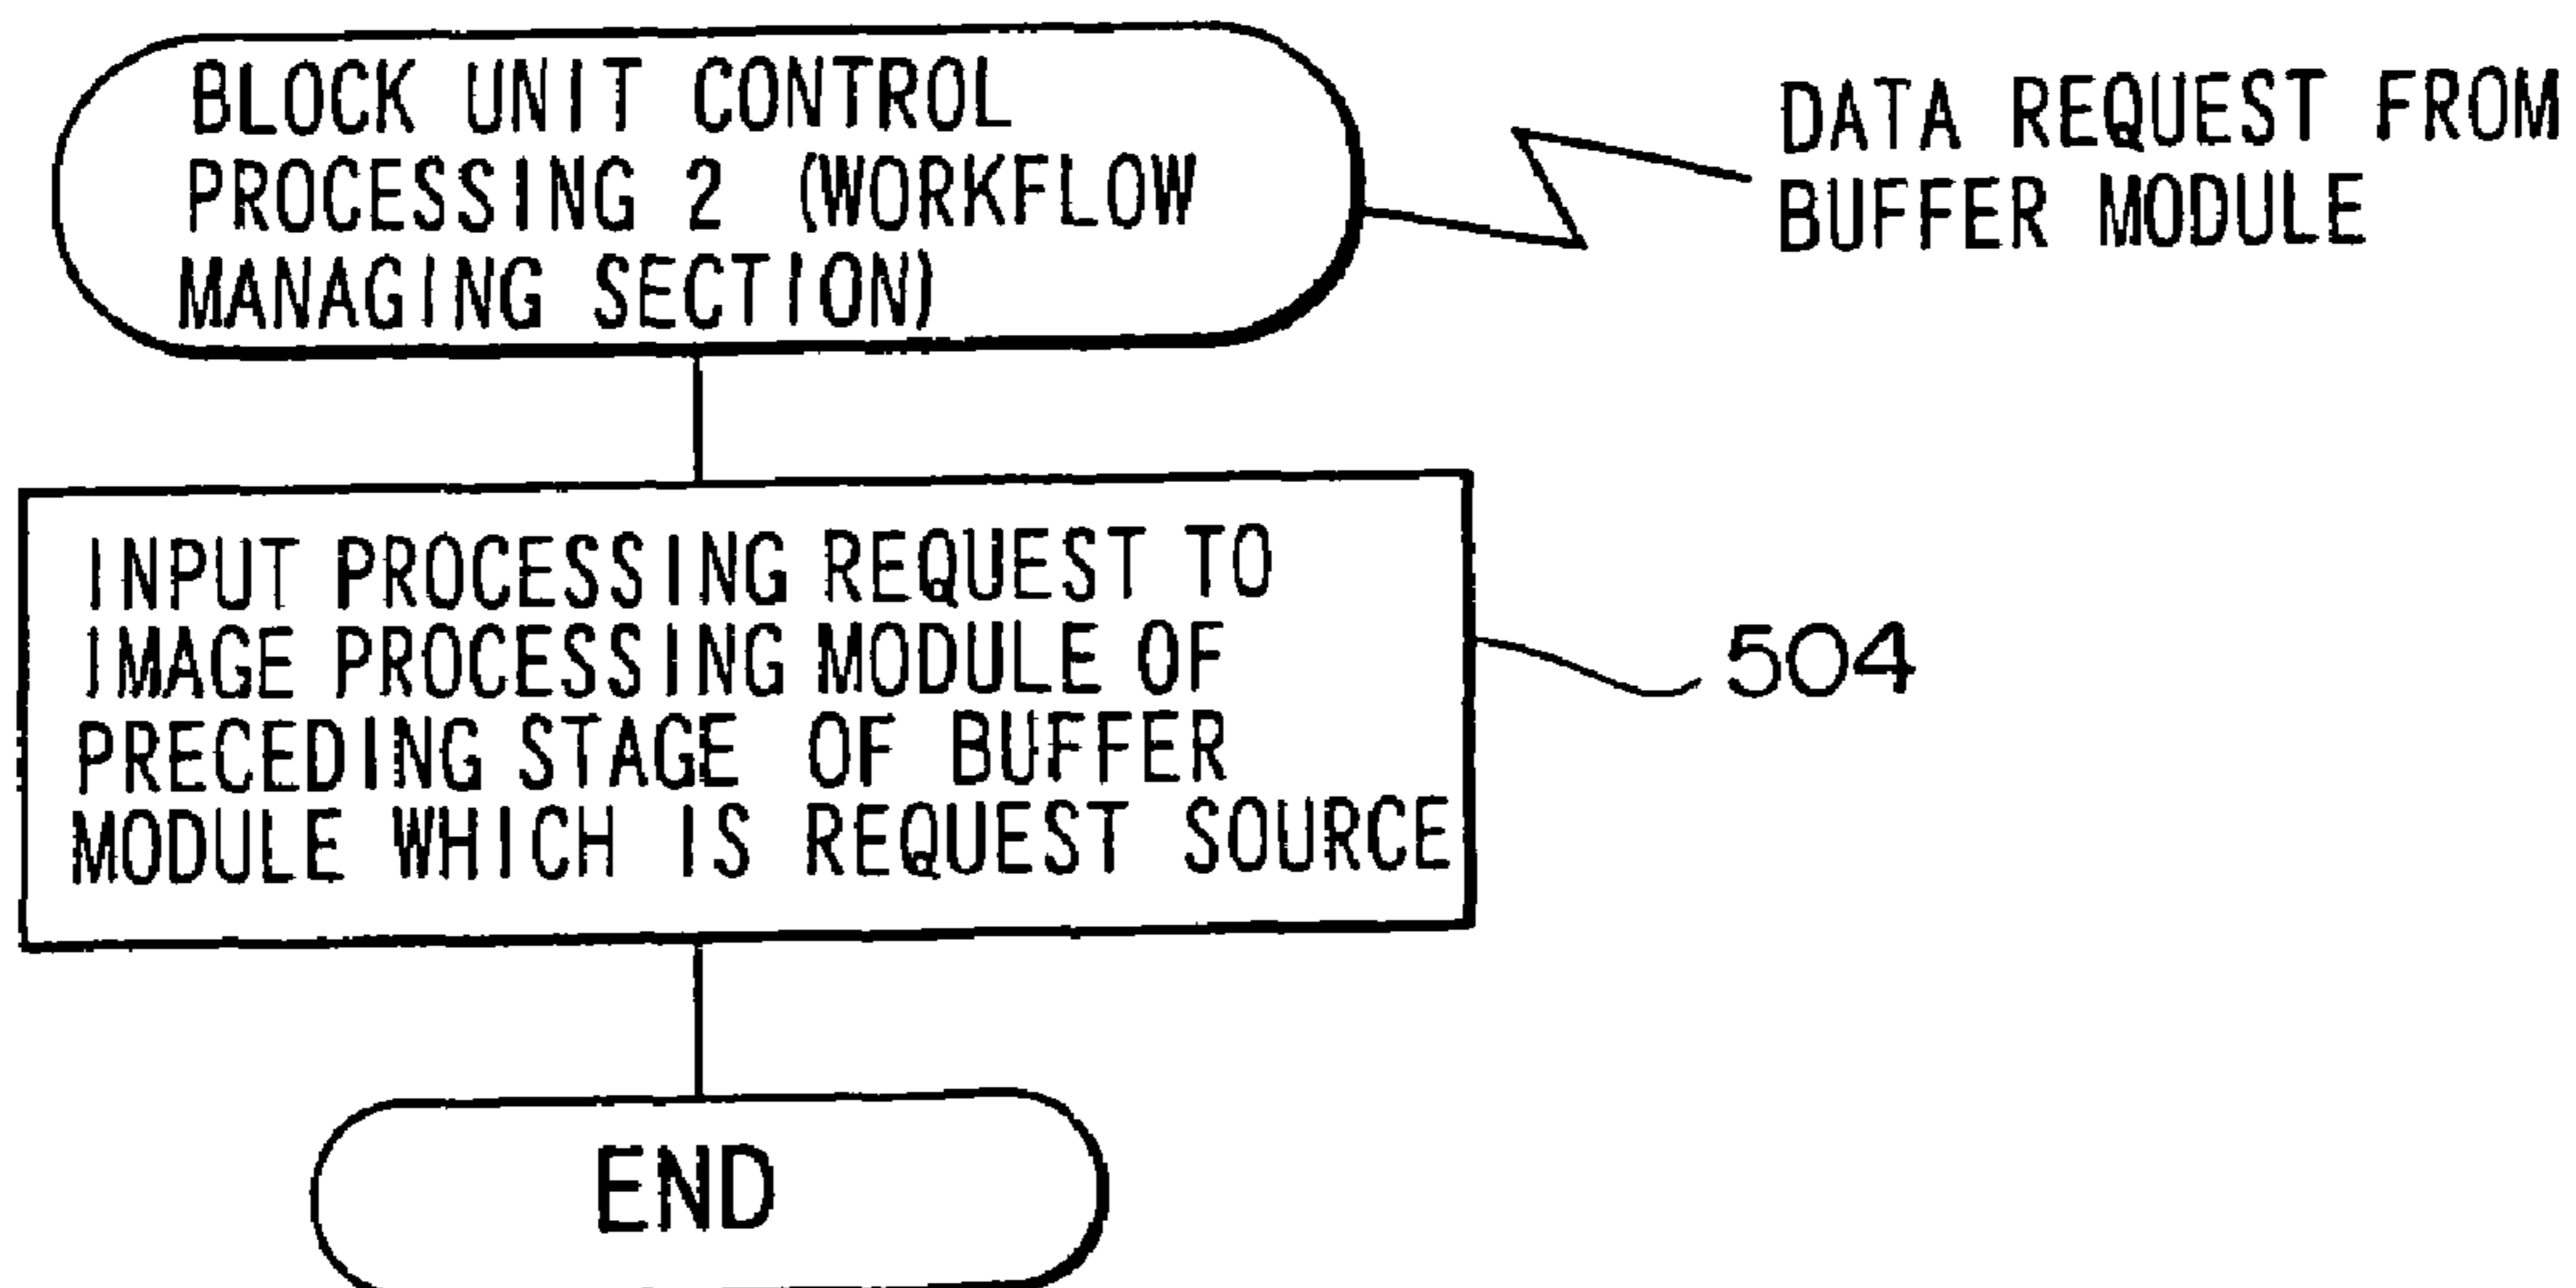 BLOCK UNIT CONTROL
PROCESSING 2 (WORKFLOW
MANAGING SECTION)
DATA REQUEST FROM
BUFFER MODULE
INPUT PROCESSING REQUEST TO
IMAGE PROCESSING MODULE OF
PRECEDING STAGE OF BUFFER
MODULE WHICH IS REQUEST SOURCE
504
END